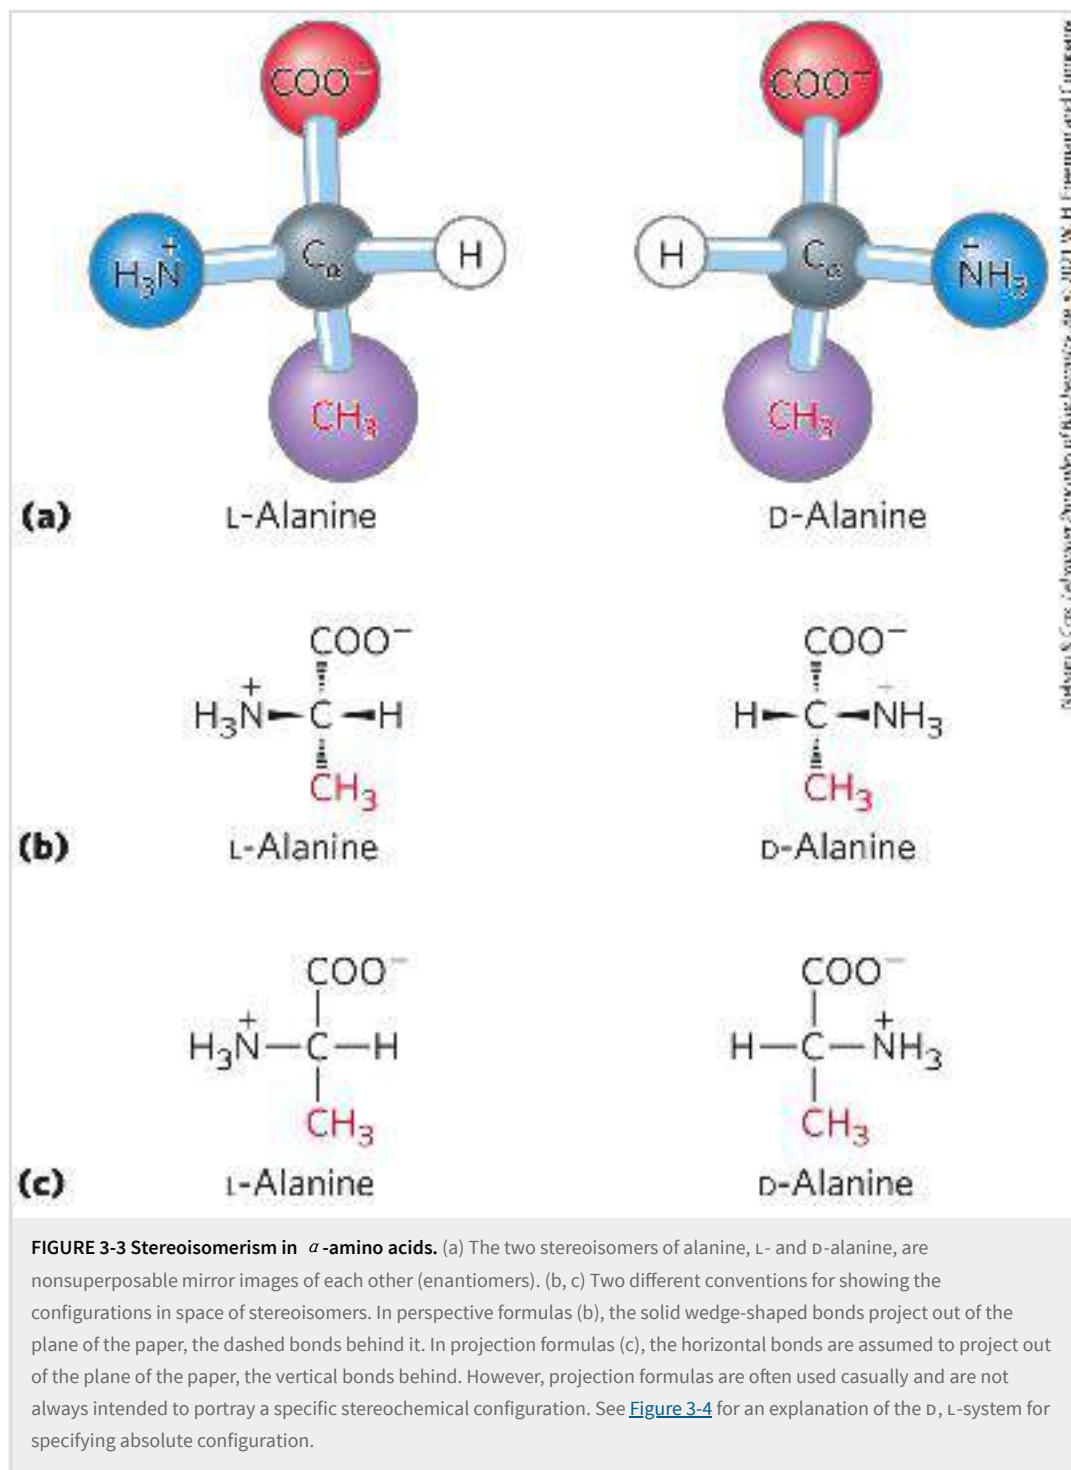 COO⁻ COO⁻
H₃N⁺ Cα H H Cα ⁺NH₃
CH₃ CH₃
(a) L-Alanine D-Alanine
COO⁻ COO⁻
H₃N⁺ C H H C ⁺NH₃
CH₃ CH₃
(b) L-Alanine D-Alanine
COO⁻ COO⁻
H₃N⁺—C—H H—C—⁺NH₃
CH₃ CH₃
(c) L-Alanine D-Alanine
FIGURE 3-3 Stereoisomerism in α-amino acids. (a) The two stereoisomers of alanine, L- and D-alanine, are
nonsuperposable mirror images of each other (enantiomers). (b, c) Two different conventions for showing the
configurations in space of stereoisomers. In perspective formulas (b), the solid wedge-shaped bonds project out of the
plane of the paper, the dashed bonds behind it. In projection formulas (c), the horizontal bonds are assumed to project out
of the plane of the paper, the vertical bonds behind. However, projection formulas are often used casually and are not
always intended to portray a specific stereochemical configuration. See Figure 3-4 for an explanation of the D, L-system for
specifying absolute configuration.